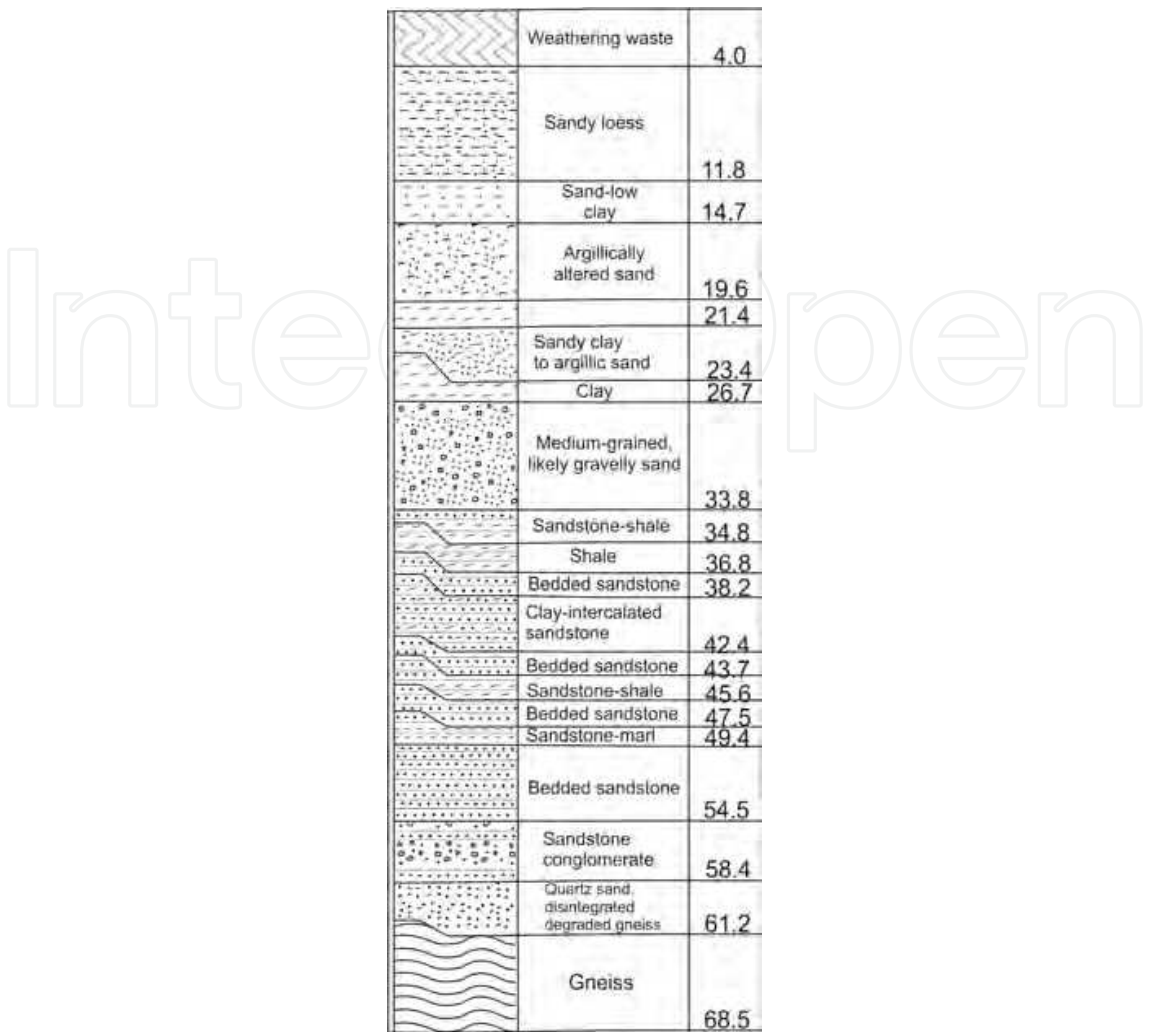 Weathering waste
4.0
Sandy loess
11.8
Sand-low
clay
14.7
Argillically
altered sand
19.6
21.4
Sandy clay
to argillic sand
23.4
Clay
26.7
Medium-grained,
likely gravelly sand
33.8
Sandstone-shale
34.8
Shale
36.8
Bedded sandstone
38.2
Clay-intercalated
sandstone
42.4
Bedded sandstone
43.7
Sandstone-shale
45.6
Bedded sandstone
47.5
Sandstone-marl
49.4
Bedded sandstone
54.5
Sandstone
conglomerate
58.4
Quartz sand,
disintegrated
degraded gneiss
61.2
Gneiss
68.5
IntechOpen